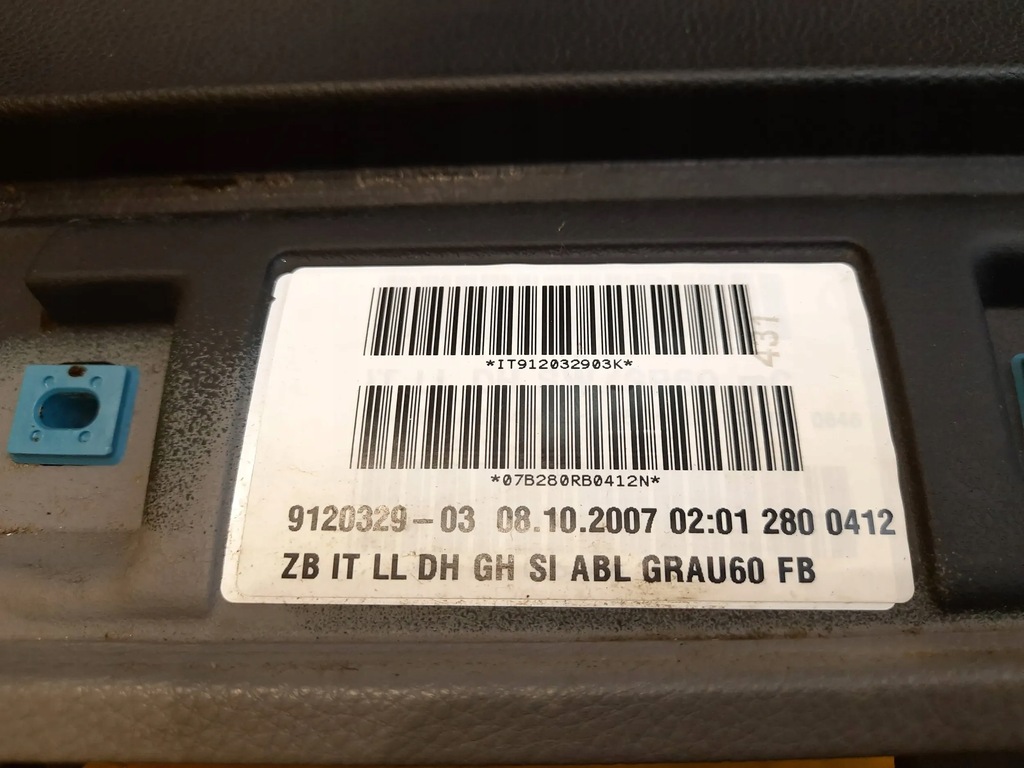 *IT912032903K*
431
*07B280RB0412N*
9120329-03 08.10.2007 02:01 280 0412
ZB IT LL DH GH SI ABL GRAU60 FB